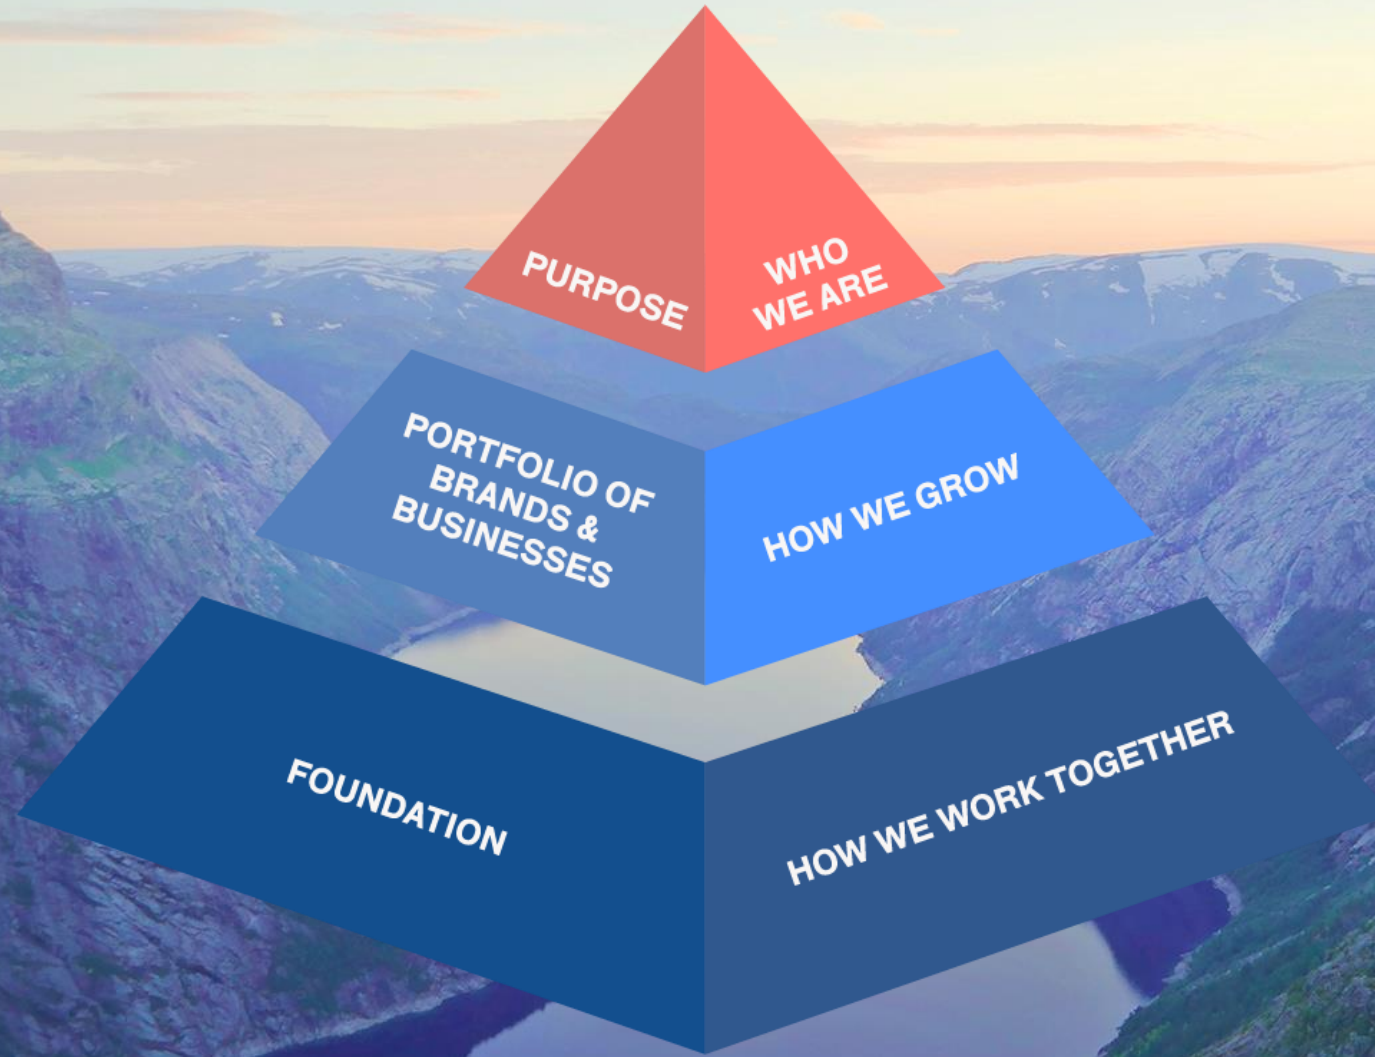 PURPOSE
WHO
WE ARE
PORTFOLIO OF
BRANDS &
BUSINESSES
HOW WE GROW
FOUNDATION
HOW WE WORK TOGETHER